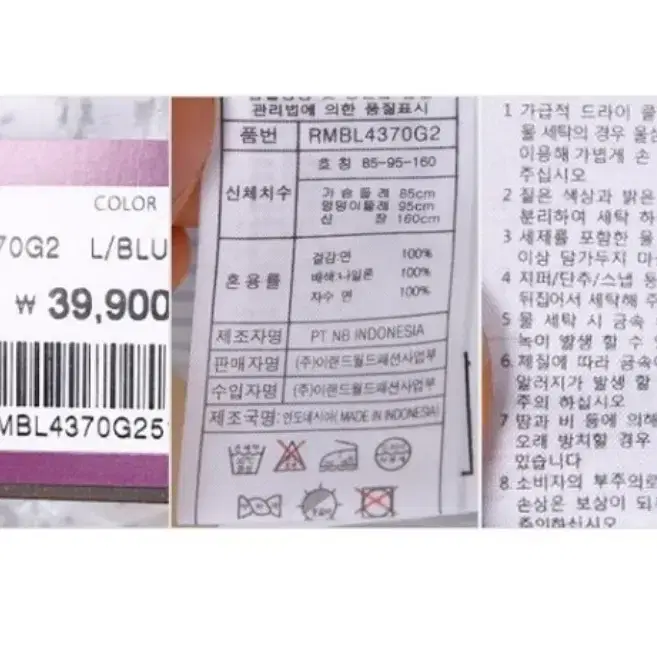 COLOR
70G2 L/BLU
₩ 39,900
MBL4370G25
관리법에 의한 품질표시
품번 RMBL4370G2
호 칭 85-95-160
신체치수
가 슴 둘 레 85cm
엉덩이둘레 95cm
신 장 160cm
혼용률
겉감:면 100%
배색:나일론 100%
자수 면 100%
제조자명 PT NB INDONESIA
판매자명 (주)이랜드월드패션사업부
수입자명 (주)이랜드월드패션사업부
제조국명: 인도네시아( MADE IN INDONESIA)
1 가급적 드라이 클
물 세탁의 경우 울샴
이용해 가볍게 손
주십시오
2 짙은 색상과 밝은
분리하여 세탁 하
3 세제를 포함한 물
이상 담가두지 마
4 지퍼/단추/스냅 등
뒤집어서 세탁해 주
5 물 세탁 시 금속
녹이 발생 할 수
6. 제질에 따라 금속이
알러지가 발생 할
주의 하십시오
7 땀과 비 등에 의해
오래 방치할 경우
있습니다
8.소비자의 부주의로
손상은 보상이 되
주의하십시오